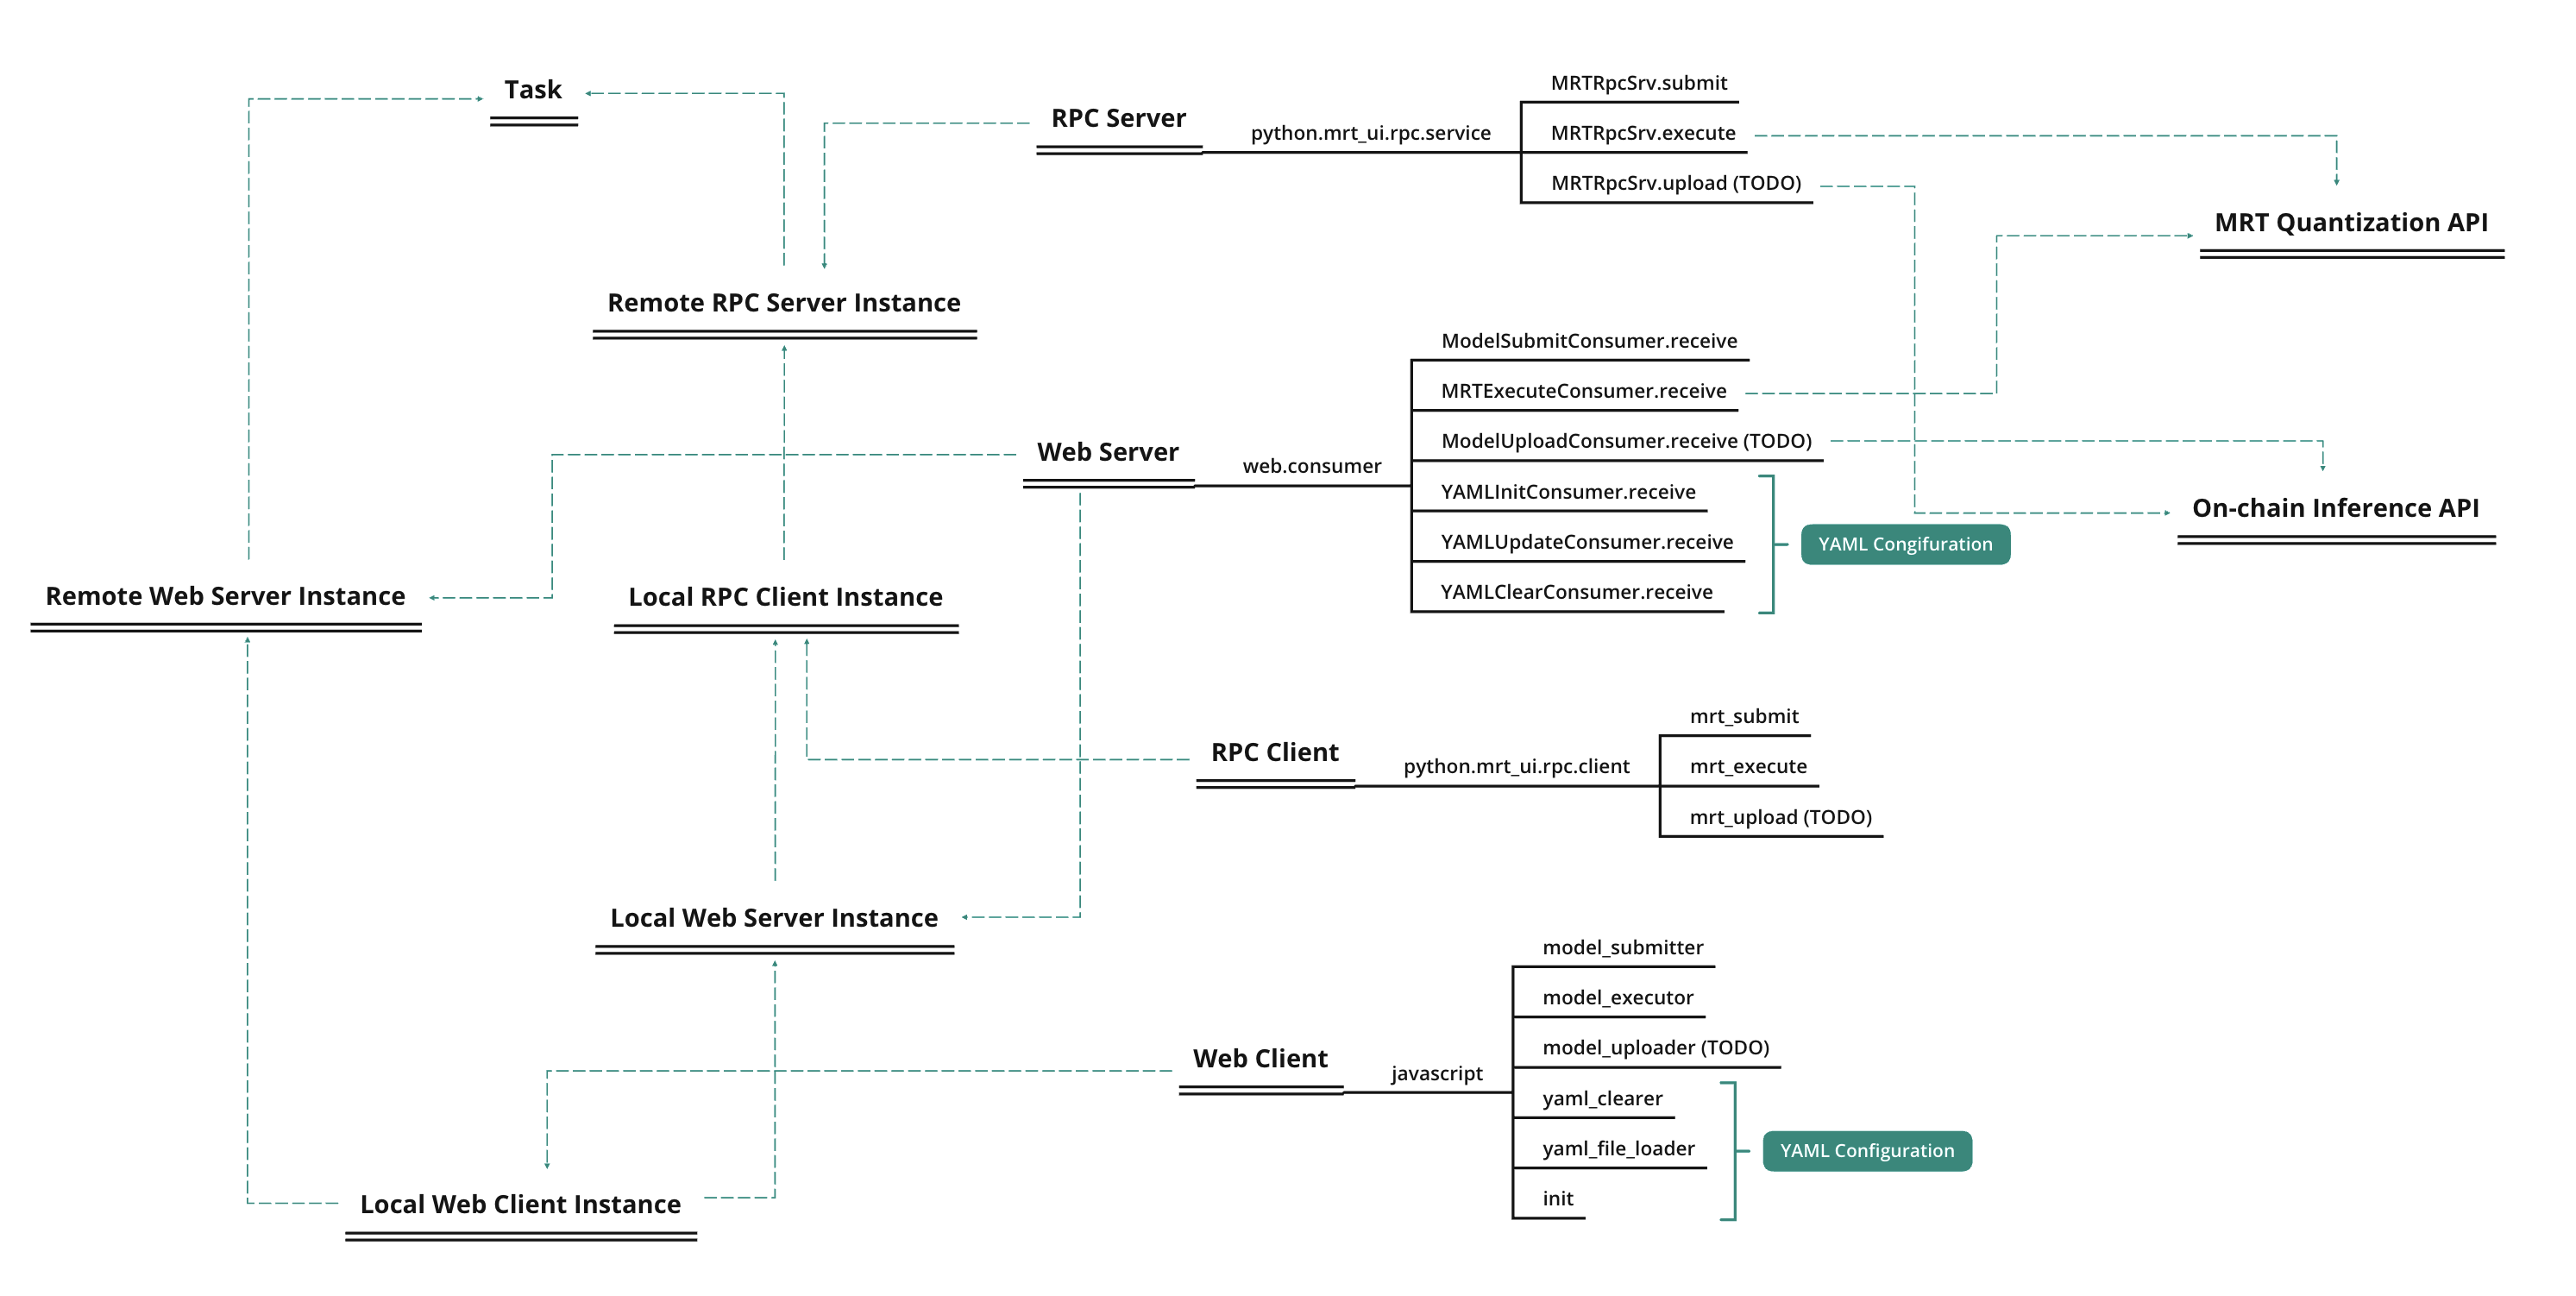 Task
RPC Server
python.mrt_ui.rpc.service
MRTRpcSrv.submit
MRTRpcSrv.execute
MRTRpcSrv.upload (TODO)
MRT Quantization API
Remote RPC Server Instance
Web Server
web.consumer
ModelSubmitConsumer.receive
MRTExecuteConsumer.receive
ModelUploadConsumer.receive (TODO)
YAMLInitConsumer.receive
YAMLUpdateConsumer.receive
YAMLClearConsumer.receive
YAML Congifuration
On-chain Inference API
Remote Web Server Instance
Local RPC Client Instance
RPC Client
python.mrt_ui.rpc.client
mrt_submit
mrt_execute
mrt_upload (TODO)
Local Web Server Instance
Web Client
javascript
model_submitter
model_executor
model_uploader (TODO)
yaml_clearer
yaml_file_loader
init
YAML Configuration
Local Web Client Instance